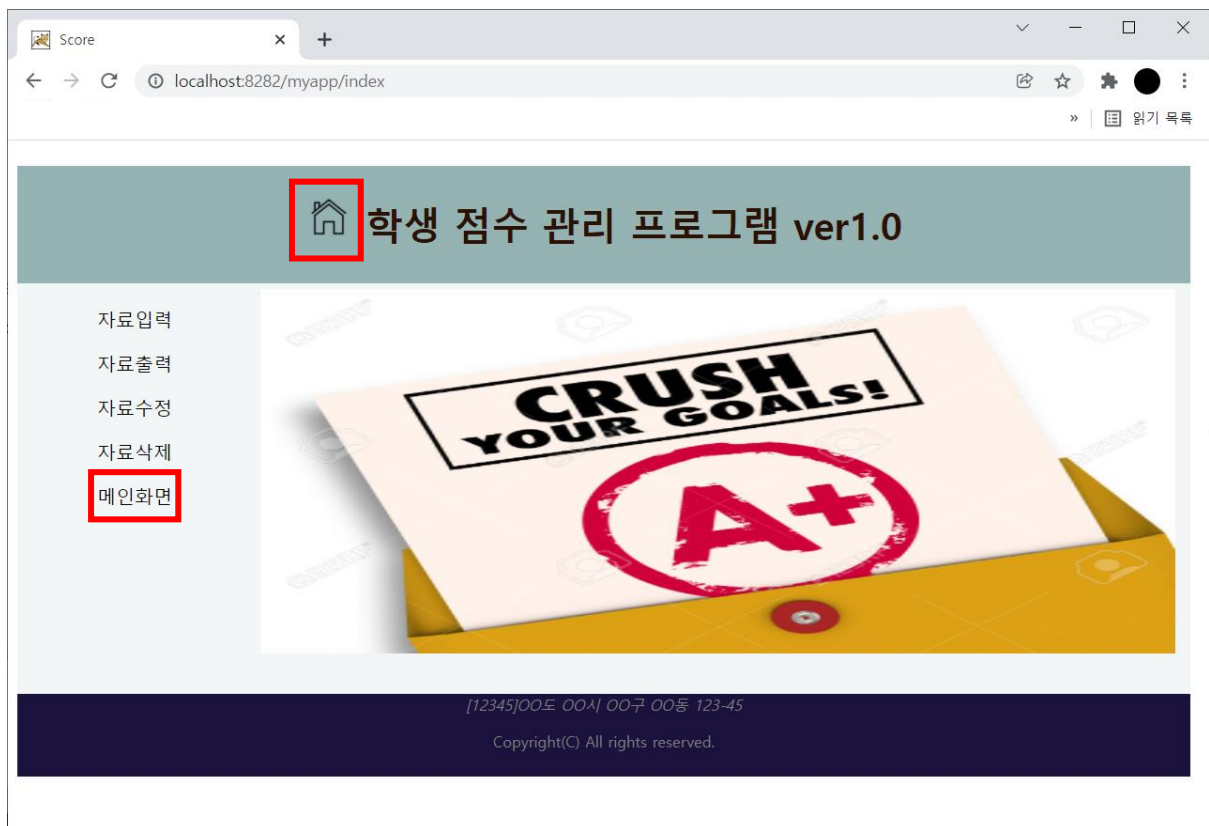 Score
localhost:8282/myapp/index
» 읽기 목록
학생 점수 관리 프로그램 ver1.0
자료입력
자료출력
자료수정
자료삭제
메인화면
CRUSH
YOUR GOALS!
A+
[12345]OO도 OO시 OO구 OO동 123-45
Copyright(C) All rights reserved.